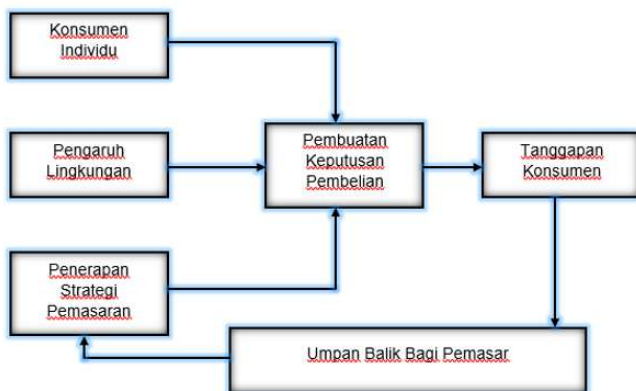 Konsumen
Individu
Pengaruh
Lingkungan
Penerapan
Strategi
Pemasaran
Pembuatan
Keputusan
Pembelian
Tanggapan
Konsumen
Umpan Balik Bagi Pemasar